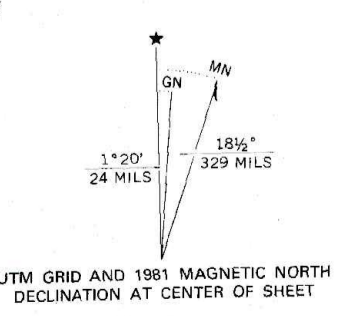 ★
GN MN
1°20' 18½°
24 MILS 329 MILS
UTM GRID AND 1981 MAGNETIC NORTH
DECLINATION AT CENTER OF SHEET